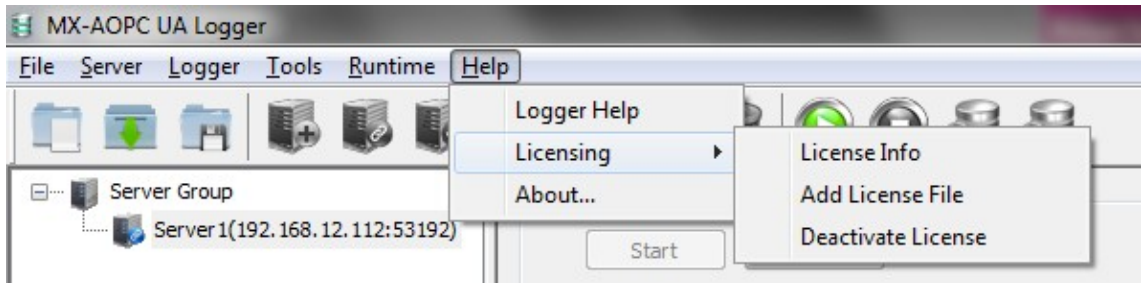 MX-AOPC UA Logger
File Server Logger Tools Runtime Help
Logger Help
Licensing
License Info
About...
Add License File
Deactivate License
Server Group
Server1(192.168.12.112:53192)
Start